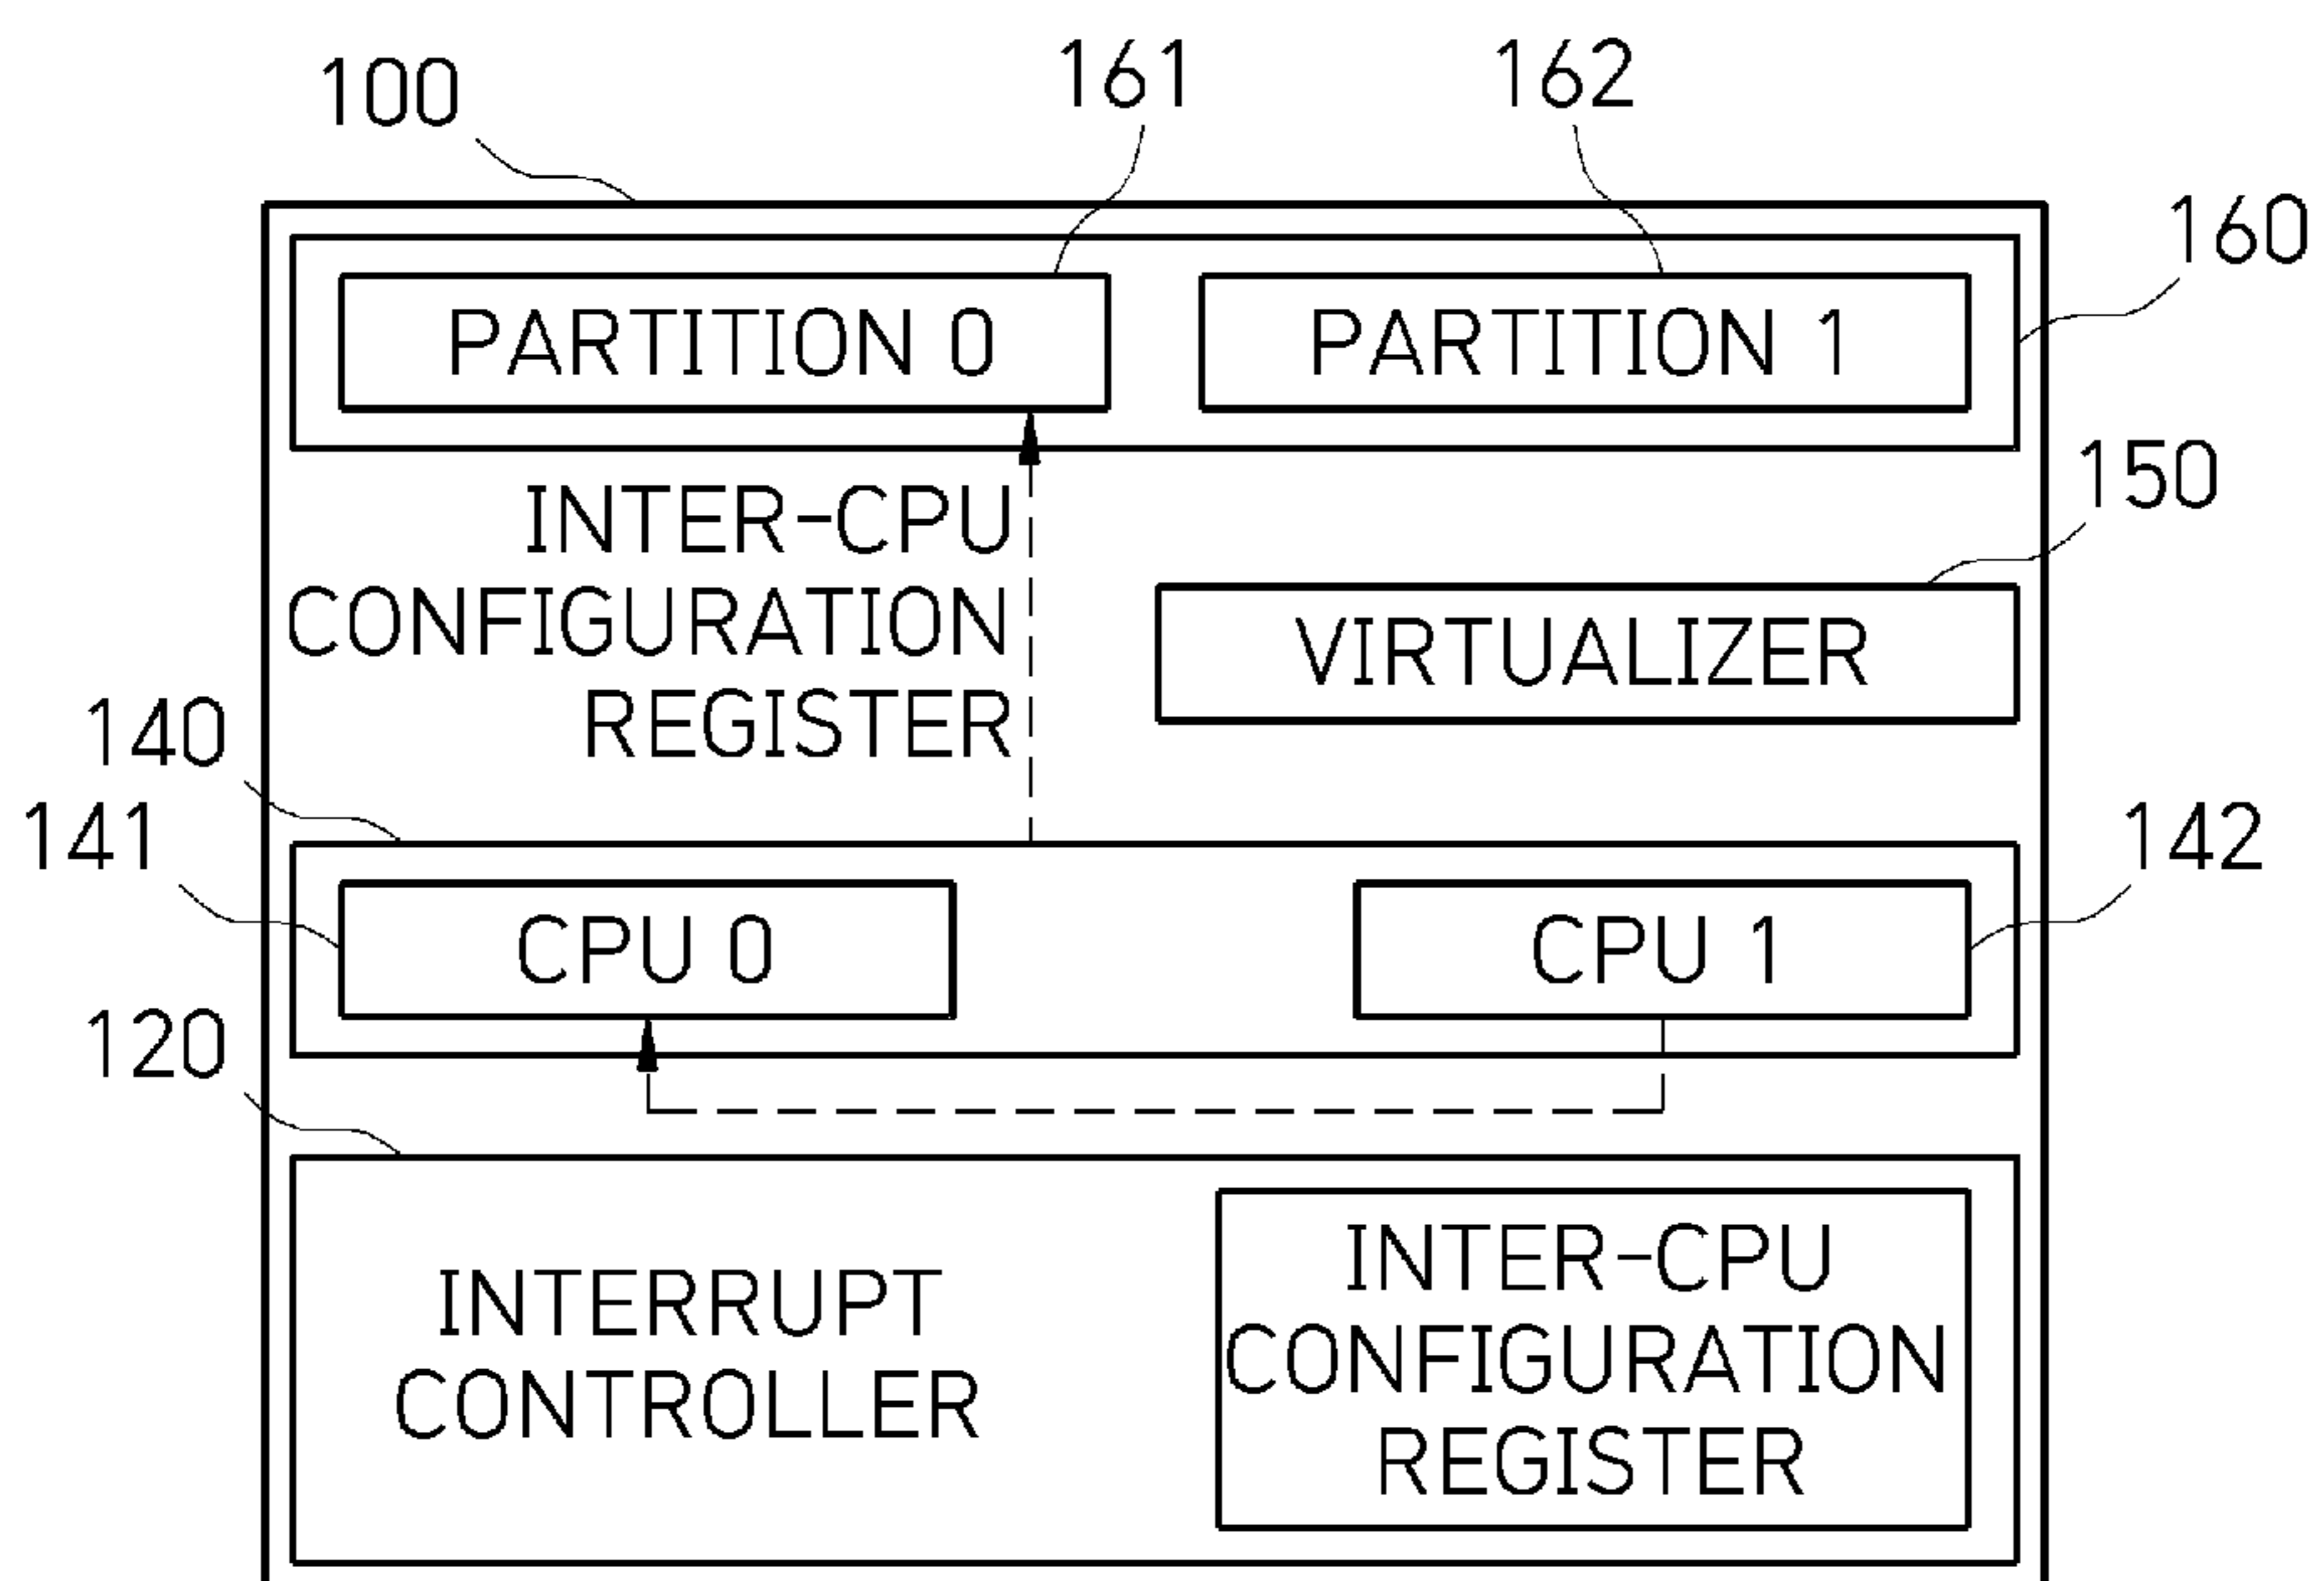 100
161
162
160
PARTITION 0
PARTITION 1
150
INTER-CPU
CONFIGURATION
REGISTER
VIRTUALIZER
140
141
142
CPU 0
CPU 1
120
INTERRUPT
CONTROLLER
INTER-CPU
CONFIGURATION
REGISTER